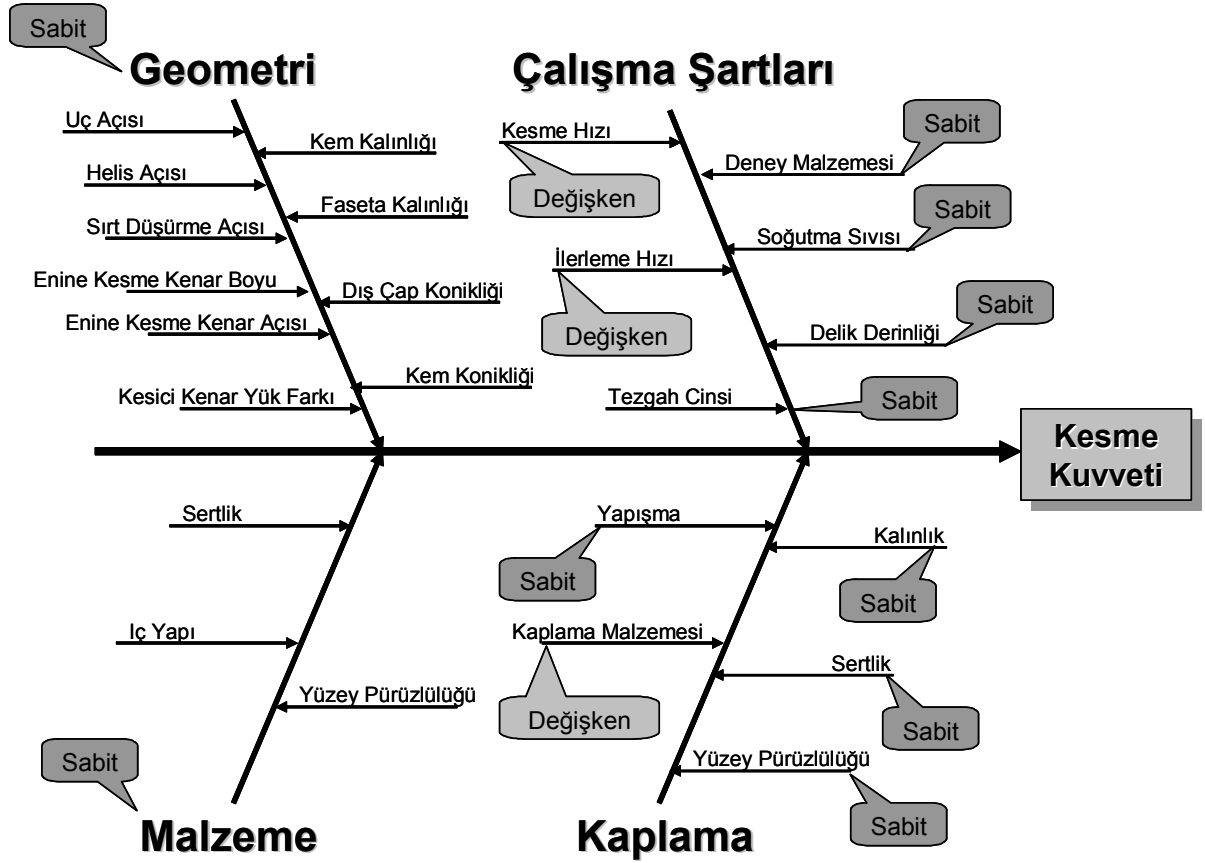 Sabit
Geometri
Çalışma Şartları
Uç Açısı
Kem Kalınlığı
Helis Açısı
Faseta Kalınlığı
Sırt Düşürme Açısı
Enine Kesme Kenar Boyu
Dış Çap Konikliği
Enine Kesme Kenar Açısı
Kem Konikliği
Kesici Kenar Yük Farkı
Kesme Hızı
Değişken
Sabit
Deney Malzemesi
Sabit
Soğutma Sıvısı
İlerleme Hızı
Değişken
Sabit
Delik Derinliği
Tezgah Cinsi
Sabit
Kesme
Kuvveti
Sertlik
Iç Yapı
Yüzey Pürüzlülüğü
Sabit
Malzeme
Yapışma
Sabit
Kalınlık
Sabit
Kaplama Malzemesi
Değişken
Sertlik
Sabit
Yüzey Pürüzlülüğü
Sabit
Kaplama